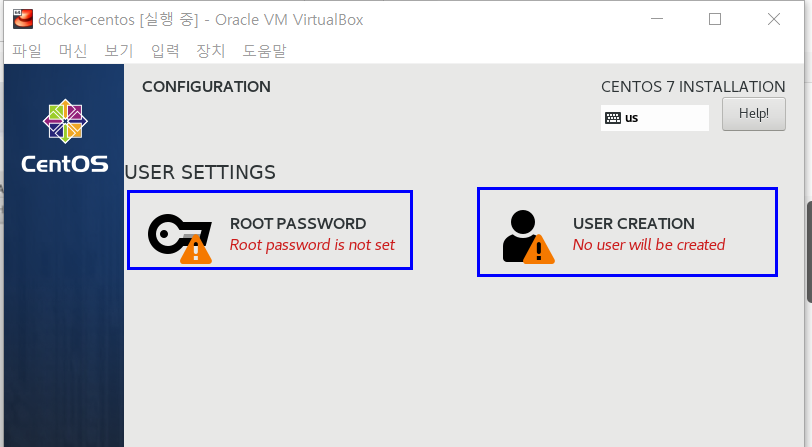 docker-centos [실행 중] - Oracle VM VirtualBox
파일 머신 보기 입력 장치 도움말
CentOS
CONFIGURATION
CENTOS 7 INSTALLATION
us
Help!
USER SETTINGS
ROOT PASSWORD
Root password is not set
USER CREATION
No user will be created